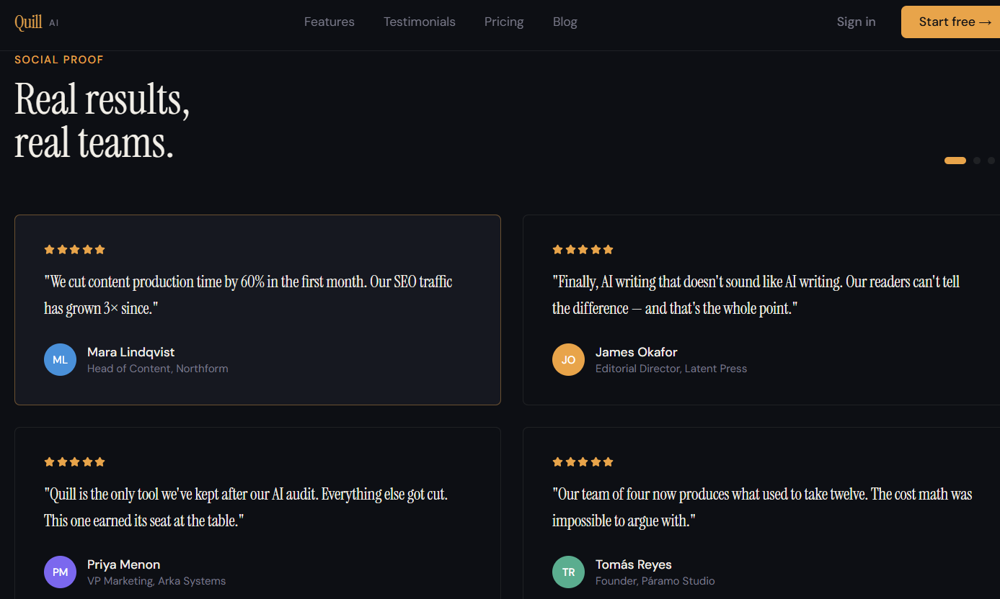 Quill AI
Features
Testimonials
Pricing
Blog
Sign in
Start free →
SOCIAL PROOF
Real results,
real teams.
"We cut content production time by 60% in the first month. Our SEO traffic
has grown 3× since."
ML
Mara Lindqvist
Head of Content, Northform
"Finally, AI writing that doesn't sound like AI writing. Our readers can't tell
the difference — and that's the whole point."
JO
James Okafor
Editorial Director, Latent Press
"Quill is the only tool we've kept after our AI audit. Everything else got cut.
This one earned its seat at the table."
PM
Priya Menon
VP Marketing, Arka Systems
"Our team of four now produces what used to take twelve. The cost math was
impossible to argue with."
TR
Tomás Reyes
Founder, Páramo Studio